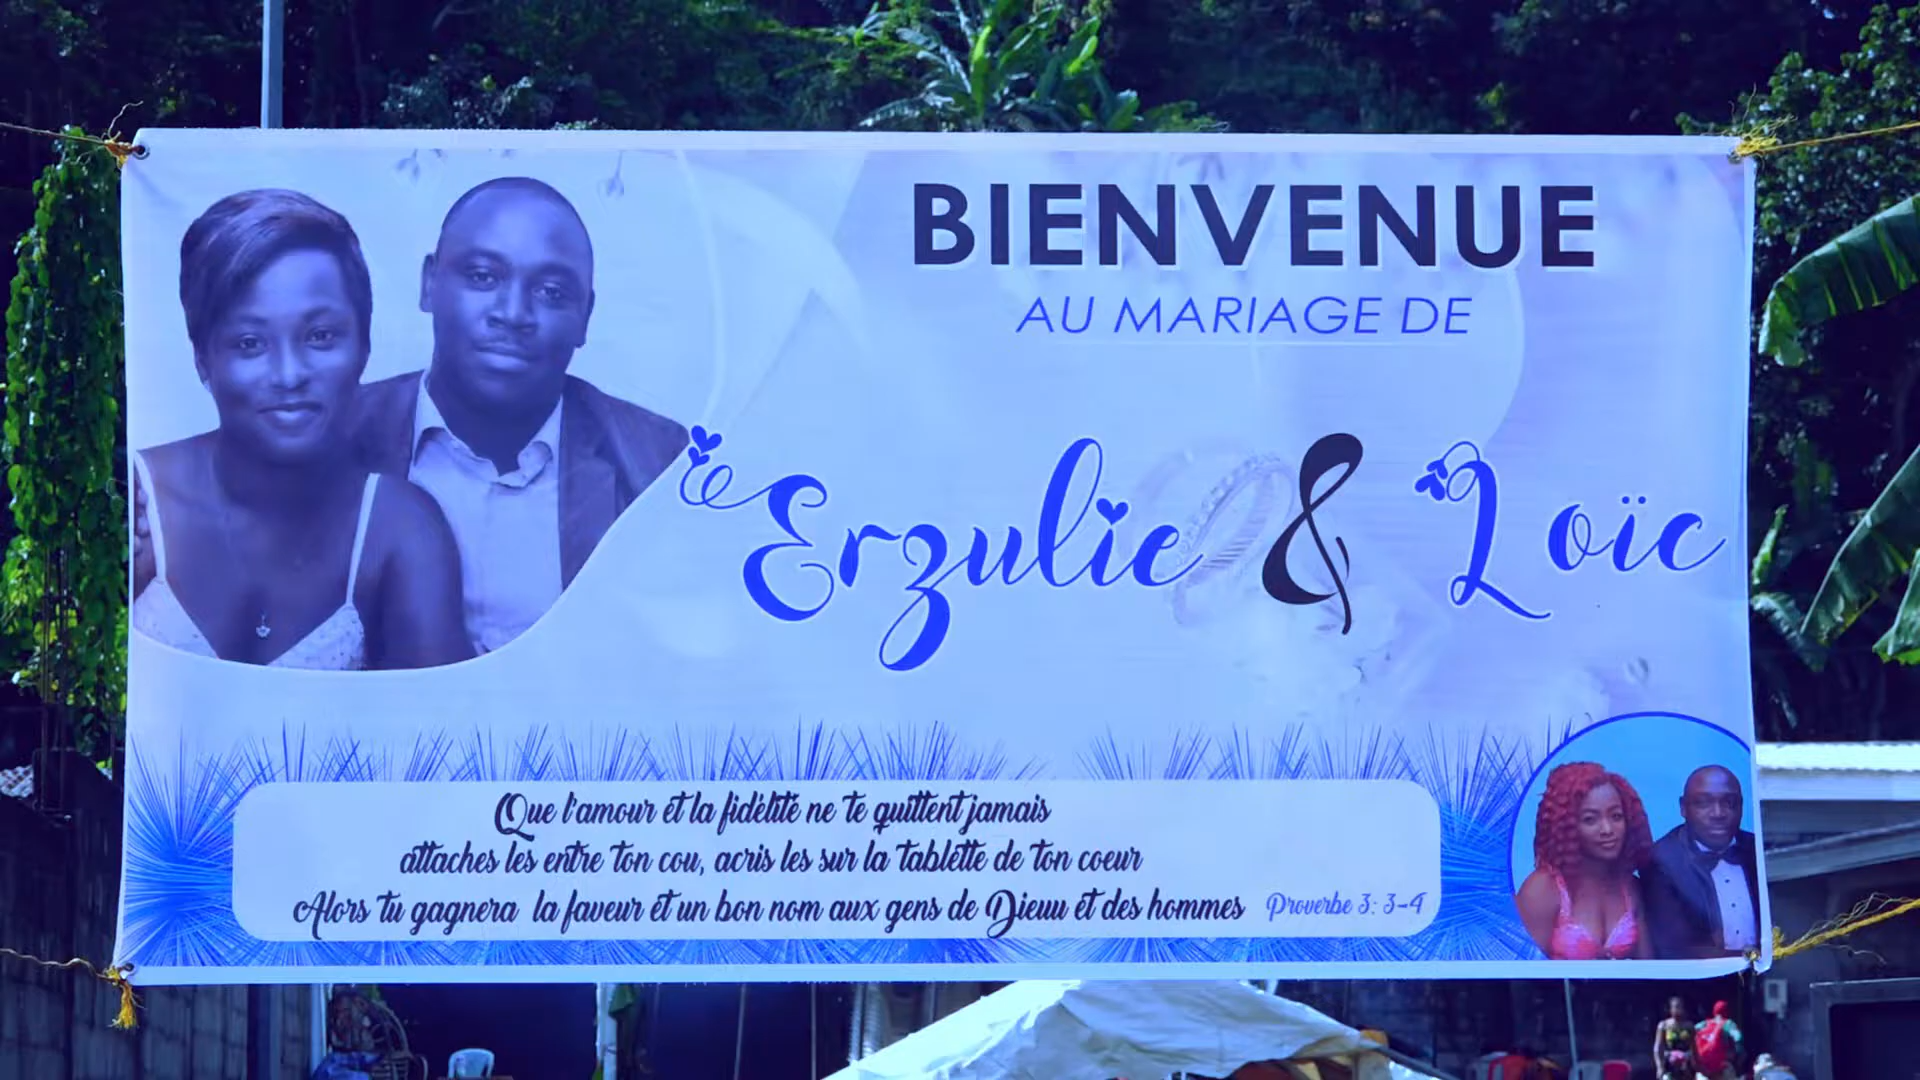 BIENVENUE
AU MARIAGE DE
Erzulie & Loïc
Que l'amour et la fidélité ne te quittent jamais
attaches les entre ton cou, acris les sur la tablette de ton coeur
Alors tu gagnera la faveur et un bon nom aux gens de Dieuu et des hommes Proverbe 3: 3-4